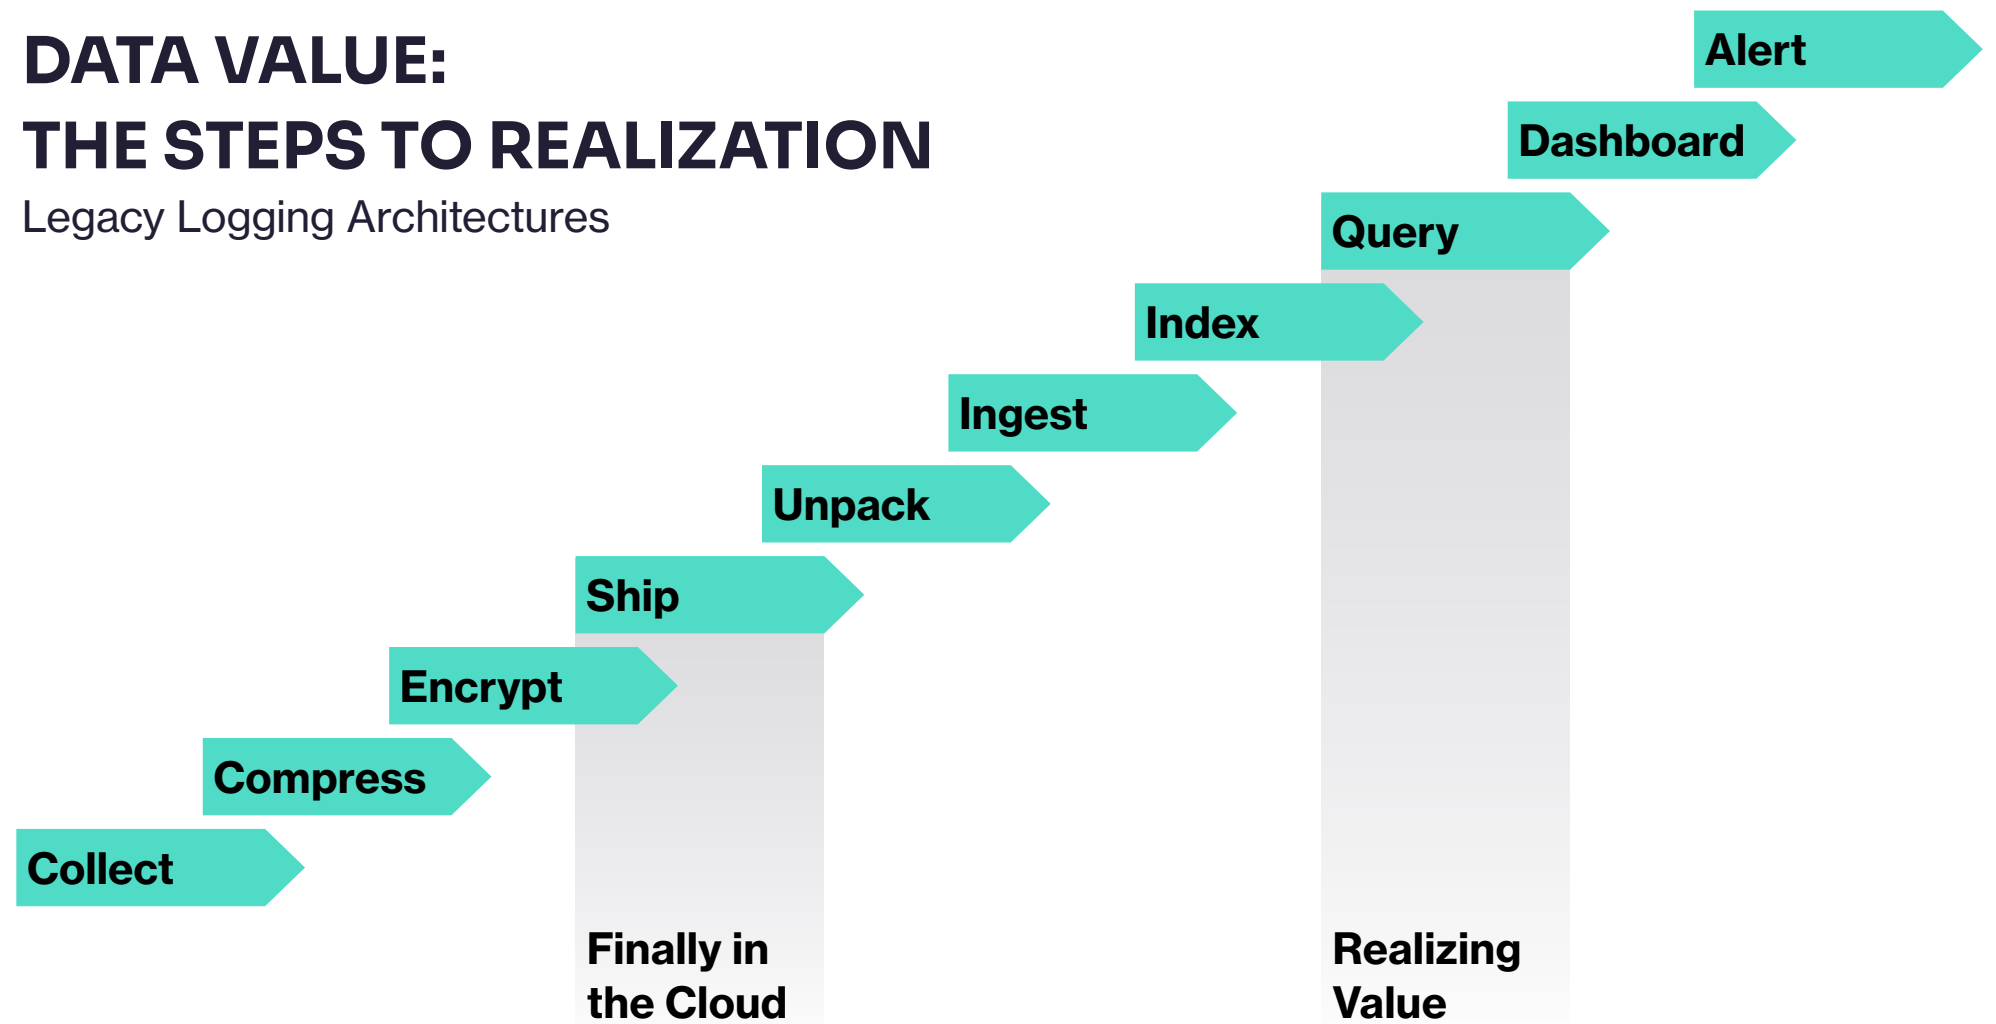 DATA VALUE:
THE STEPS TO REALIZATION
Legacy Logging Architectures
Alert
Dashboard
Query
Index
Ingest
Unpack
Ship
Encrypt
Compress
Collect
Finally in
the Cloud
Realizing
Value